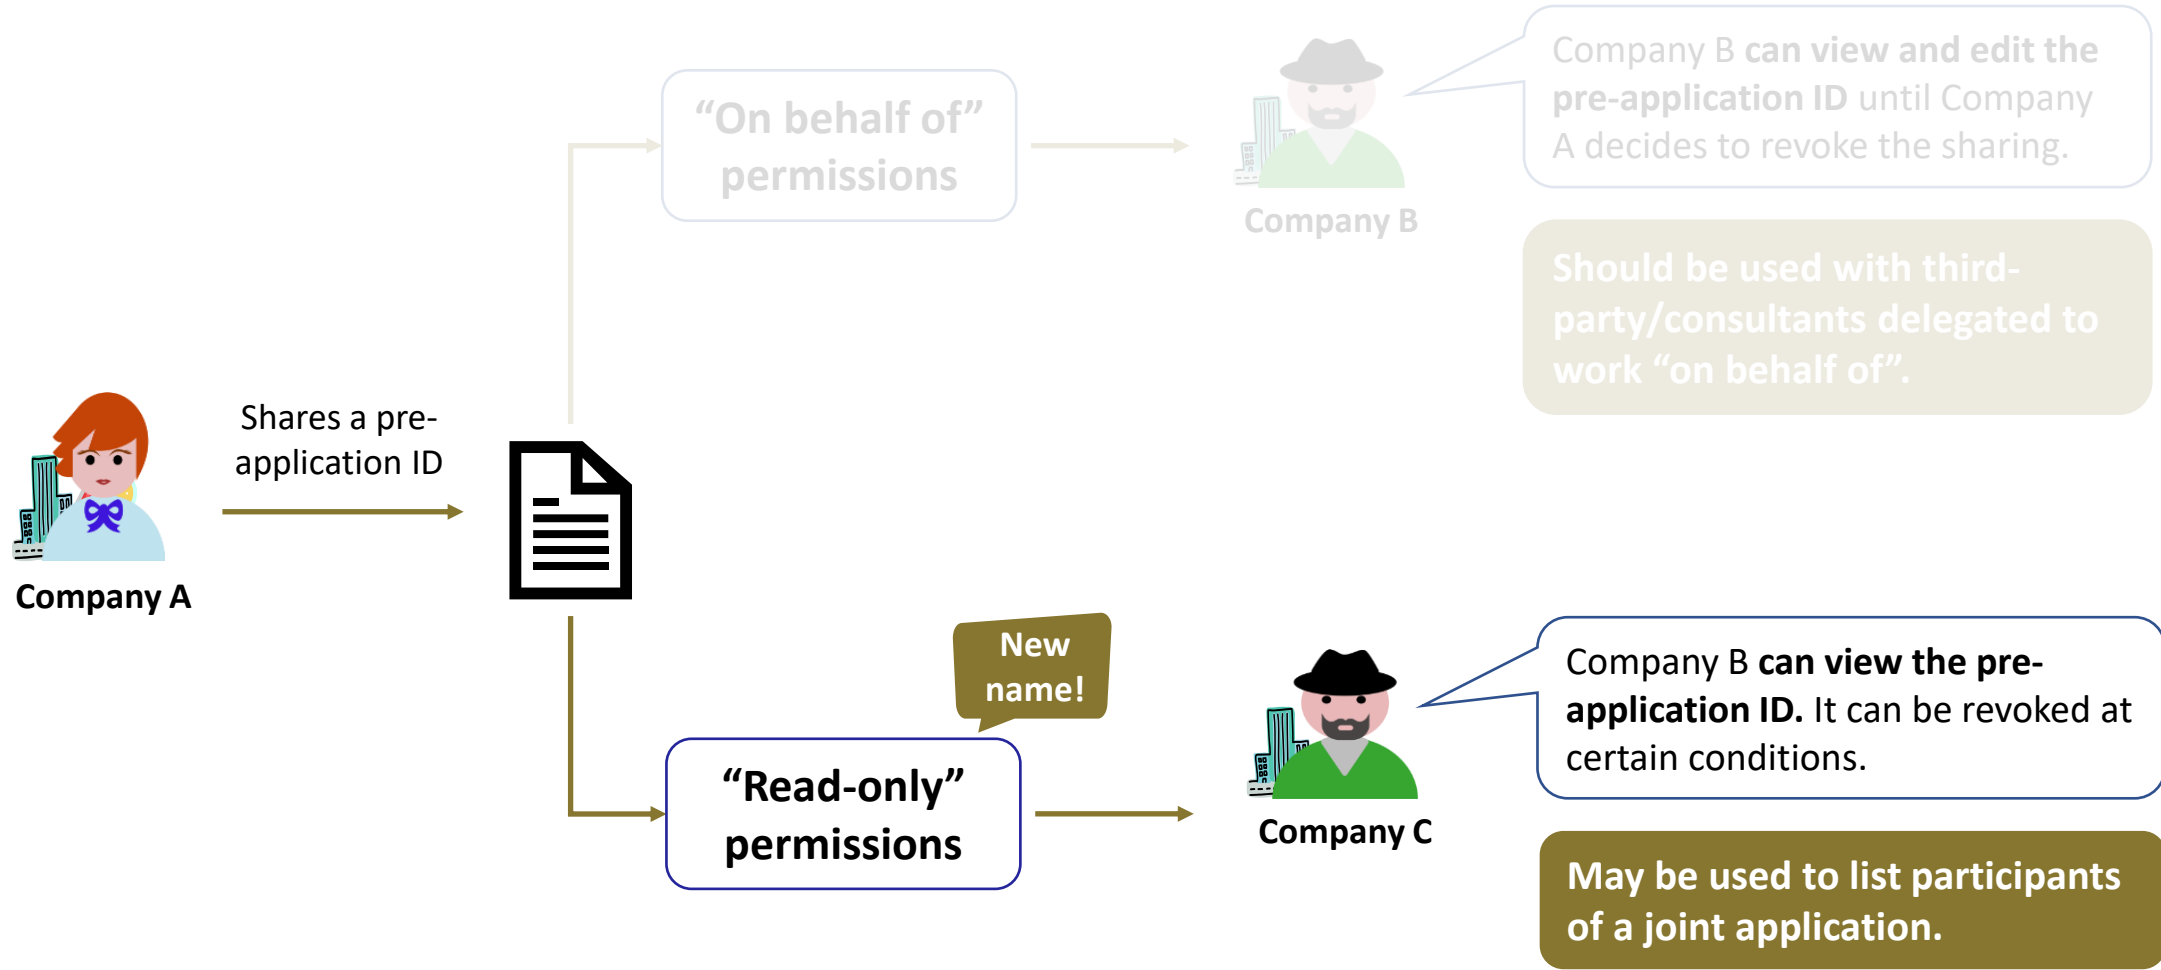 “On behalf of”
permissions
Company B
Company B can view and edit the
pre-application ID until Company
A decides to revoke the sharing.
Should be used with third-
party/consultants delegated to
work “on behalf of”.
Shares a pre-
application ID
Company A
New
name!
“Read-only”
permissions
Company C
Company B can view the pre-
application ID. It can be revoked at
certain conditions.
May be used to list participants
of a joint application.